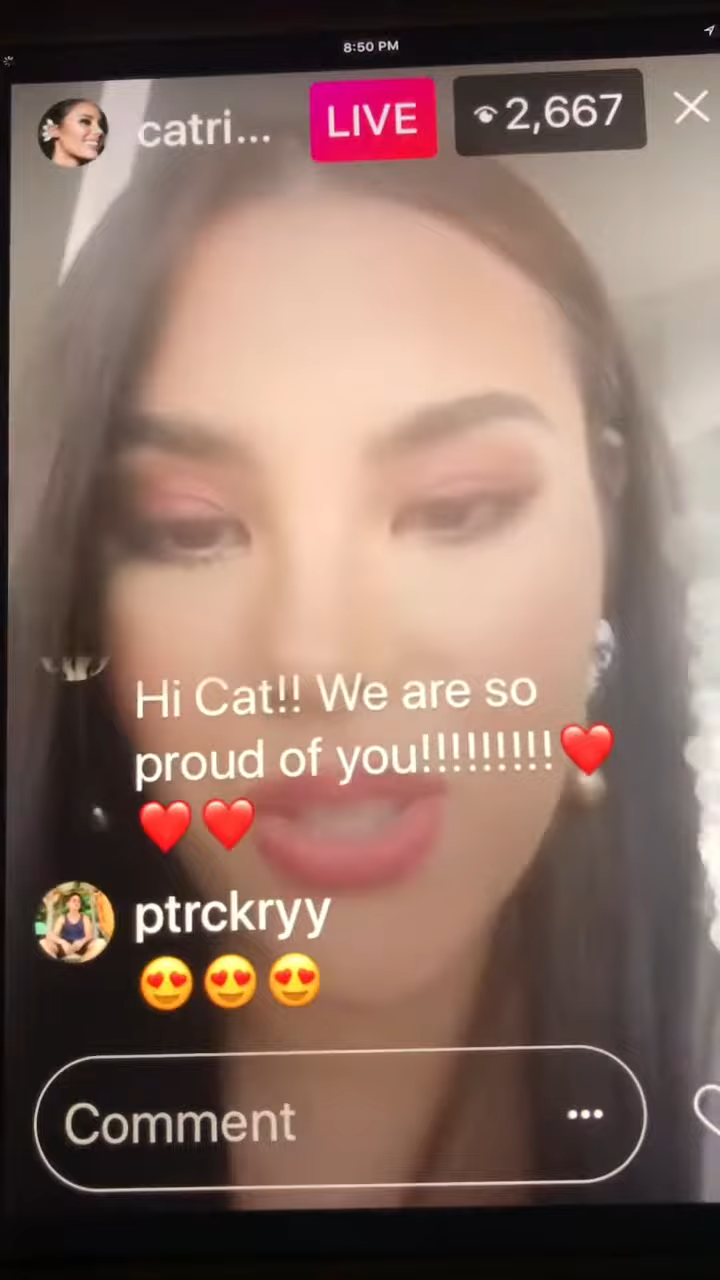 8:50 PM
catri...
LIVE
2,667
Hi Cat!! We are so
proud of you!!!!!!!!!❤️
❤️❤️
ptrckryy
😍😍😍
Comment